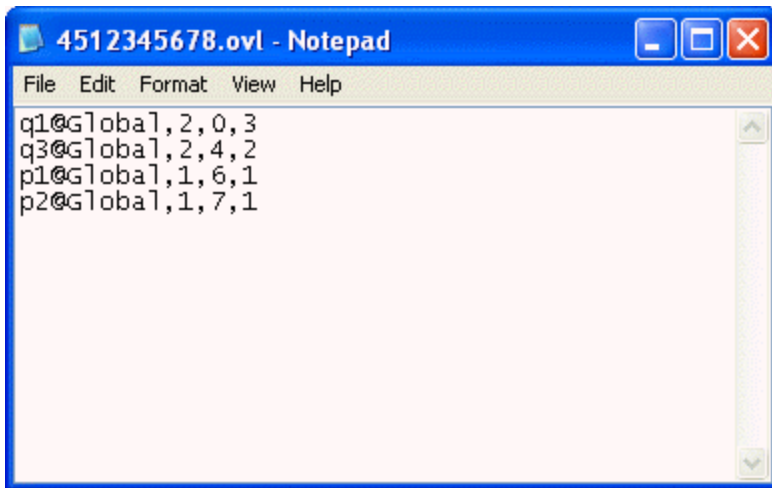 4512345678.ovl - Notepad
File Edit Format View Help
q1@Global,2,0,3
q3@Global,2,4,2
p1@Global,1,6,1
p2@Global,1,7,1